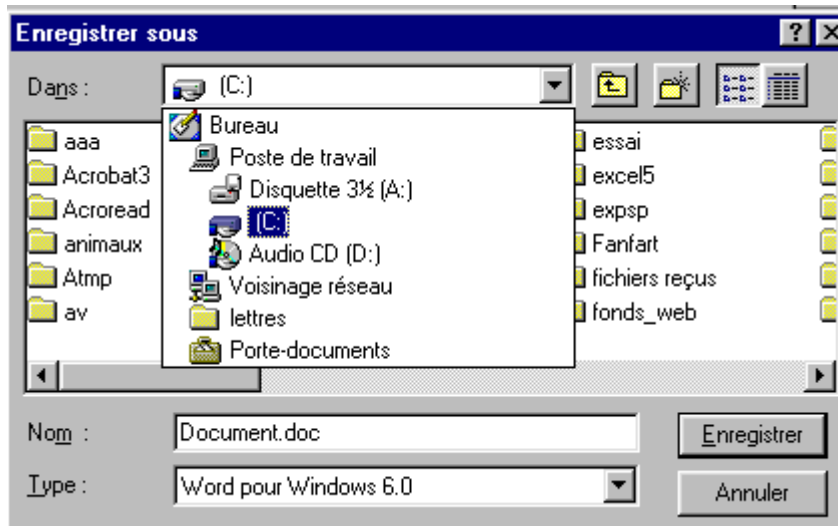 Enregistrer sous
Dans : (C:)
Bureau
Poste de travail
Disquette 3½ (A:)
(C:)
Audio CD (D:)
Voisinage réseau
lettres
Porte-documents
aaa
Acrobat3
Acroread
animaux
Atmp
av
essai
excel5
expsp
Fanfart
fichiers reçus
fonds_web
Nom : Document.doc
Enregistrer
Type : Word pour Windows 6.0
Annuler